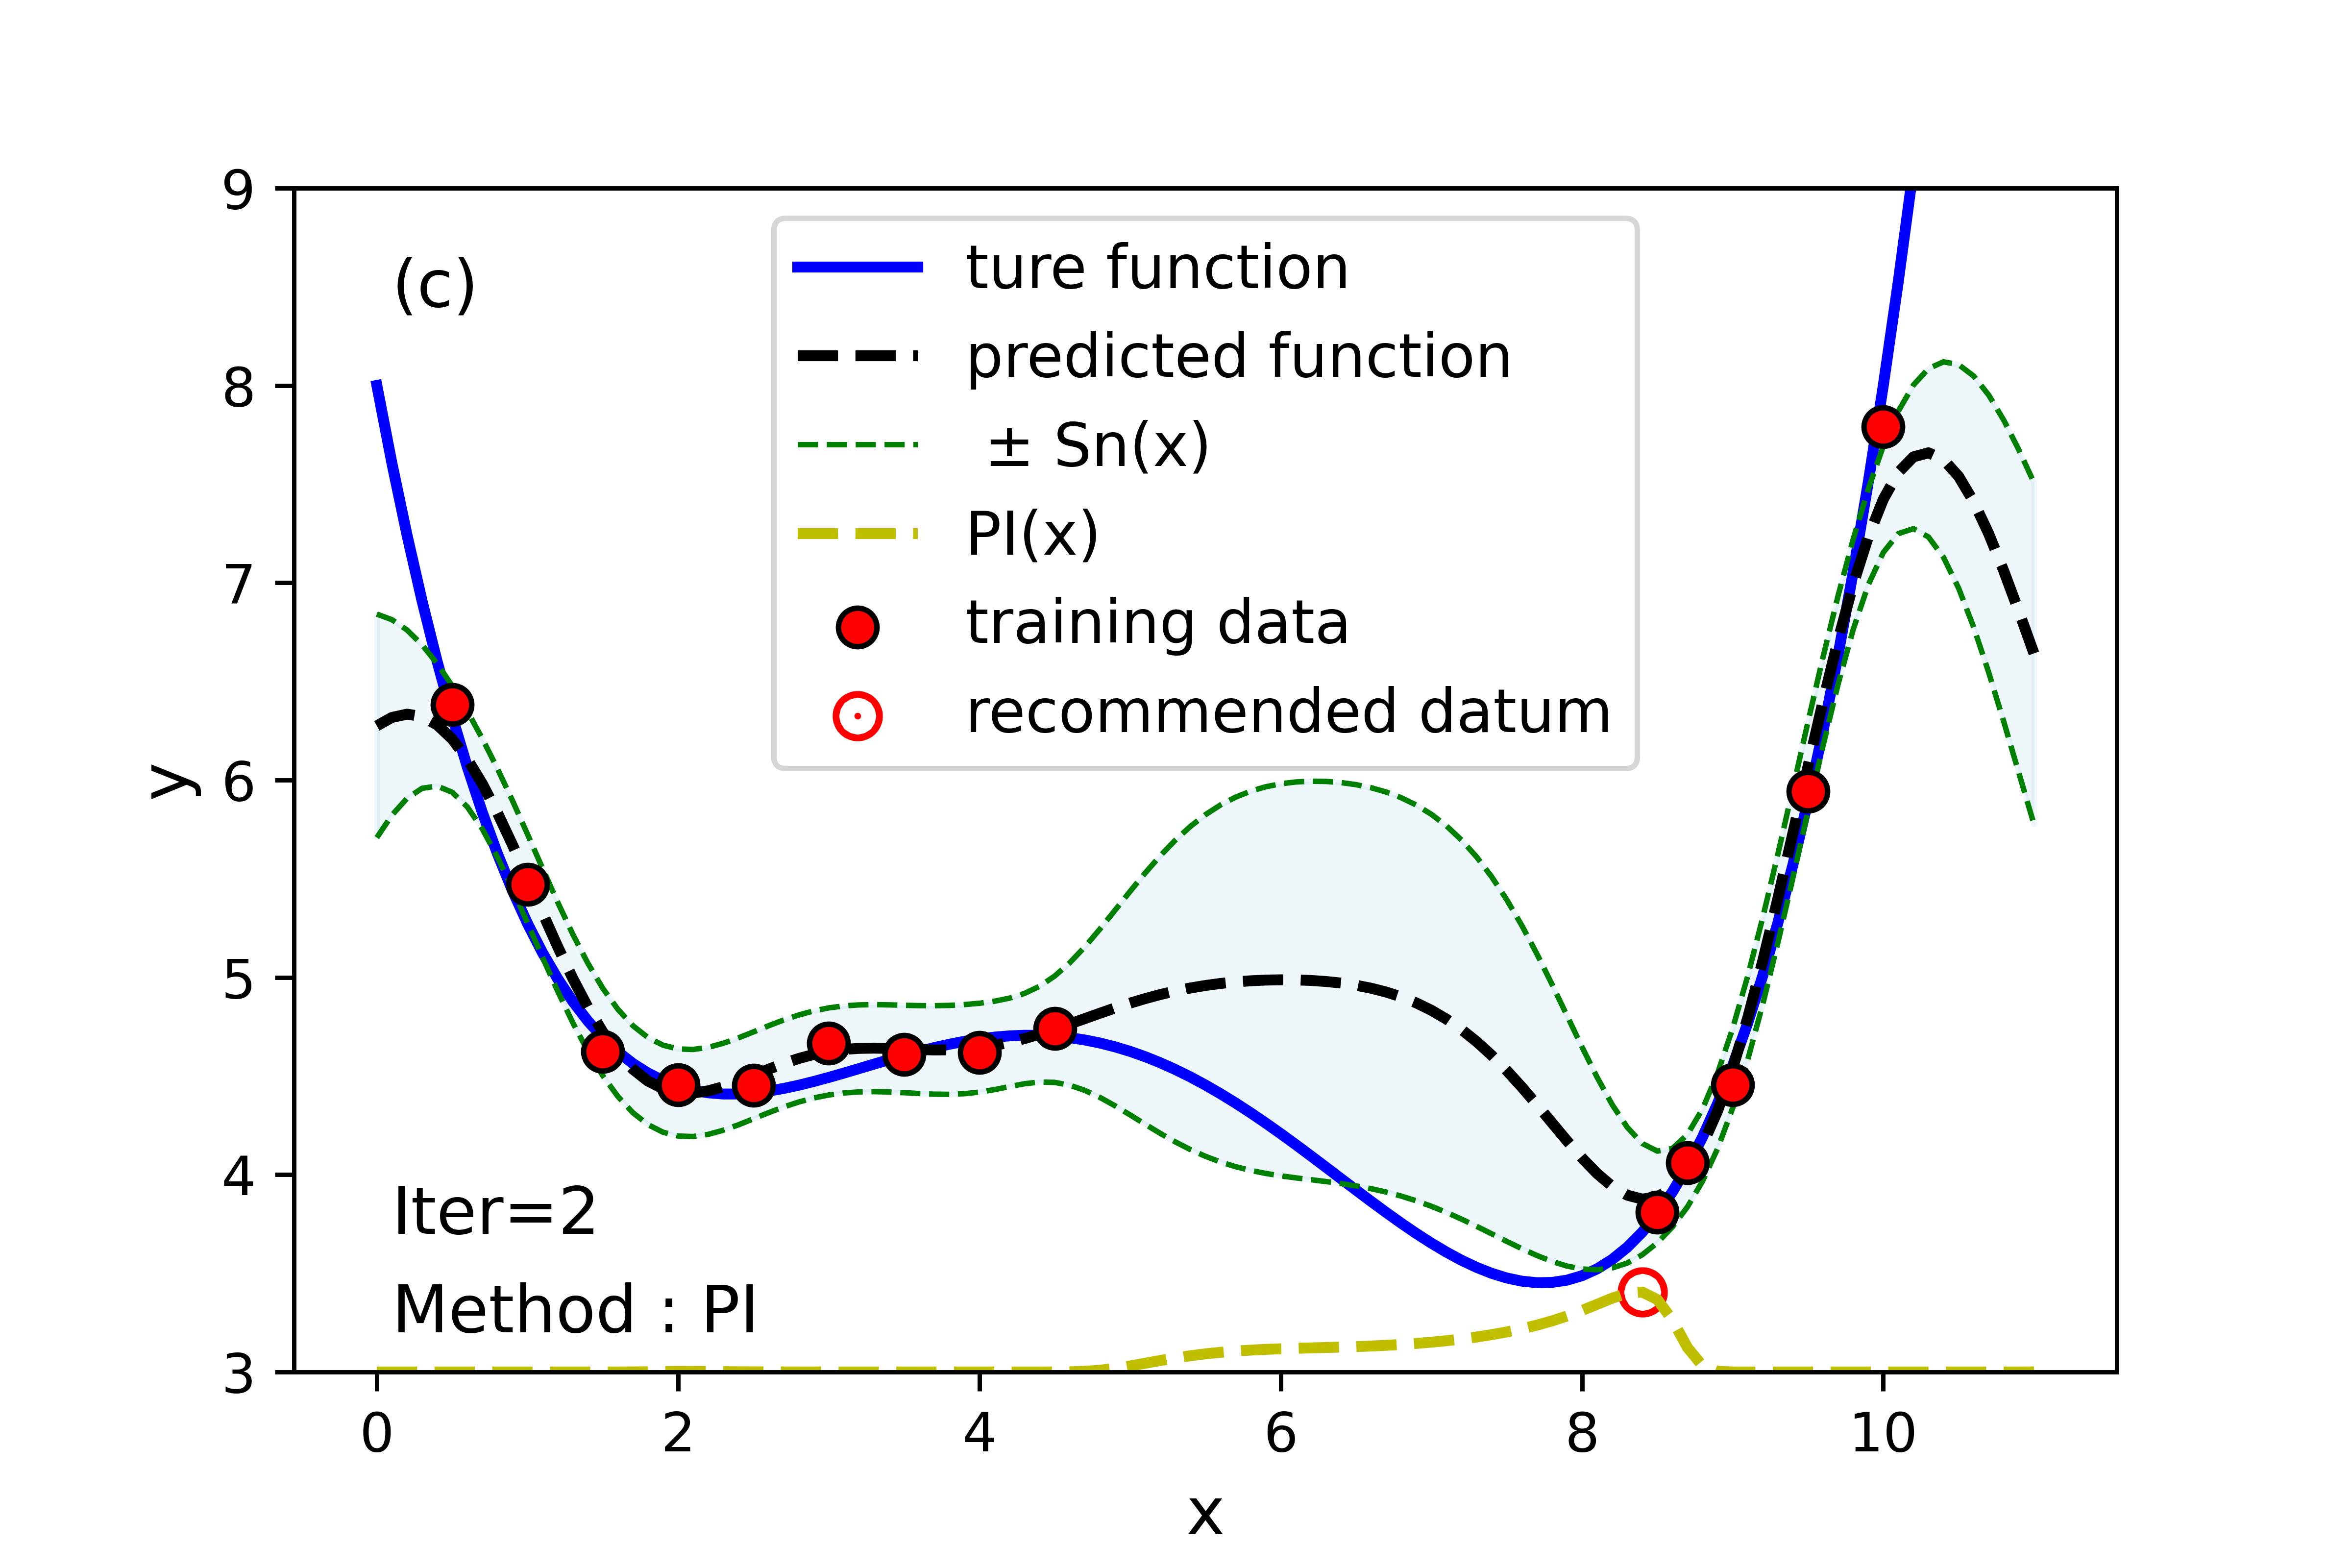 (c)
ture function
predicted function
± Sn(x)
PI(x)
training data
recommended datum
Iter=2
Method : PI
y
9
8
7
6
5
4
3
0 2 4 6 8 10
x